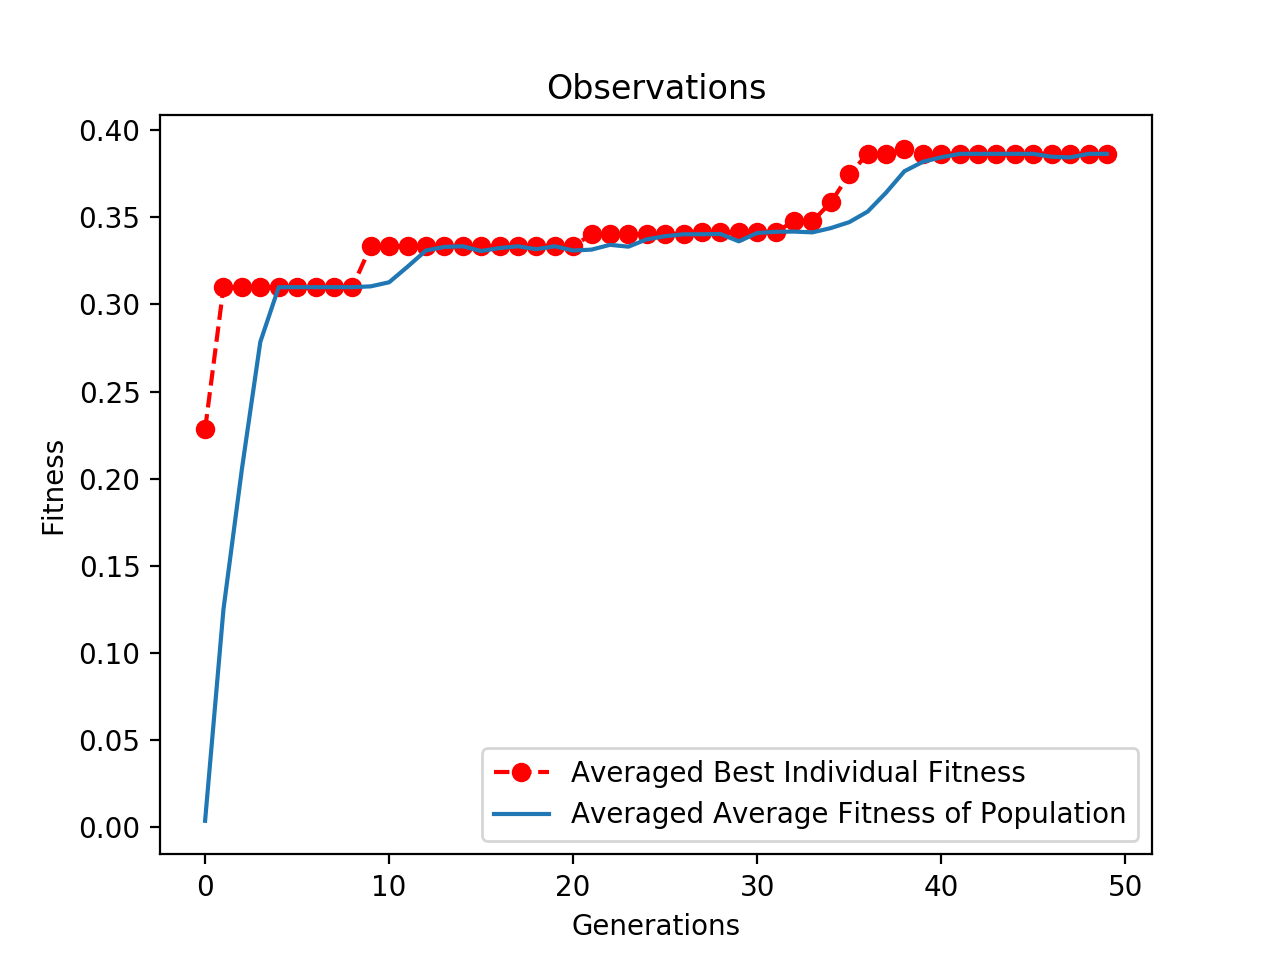 Observations
0.40
0.35
0.30
0.25
0.20
0.15
0.10
0.05
0.00
Fitness
Averaged Best Individual Fitness
Averaged Average Fitness of Population
0 10 20 30 40 50
Generations